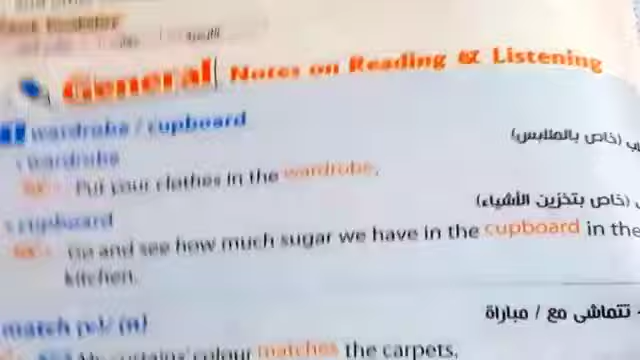 General Notes on Reading & Listening
wardrobe / cupboard
wardrobe (خاص بالملابس)
Put your clothes in the wardrobe.
cupboard (خاص بتخزين الأشياء)
Go and see how much sugar we have in the cupboard in the
kitchen.
match (v) / (n) تتماشى مع / مباراة
My curtains' colour matches the carpets.